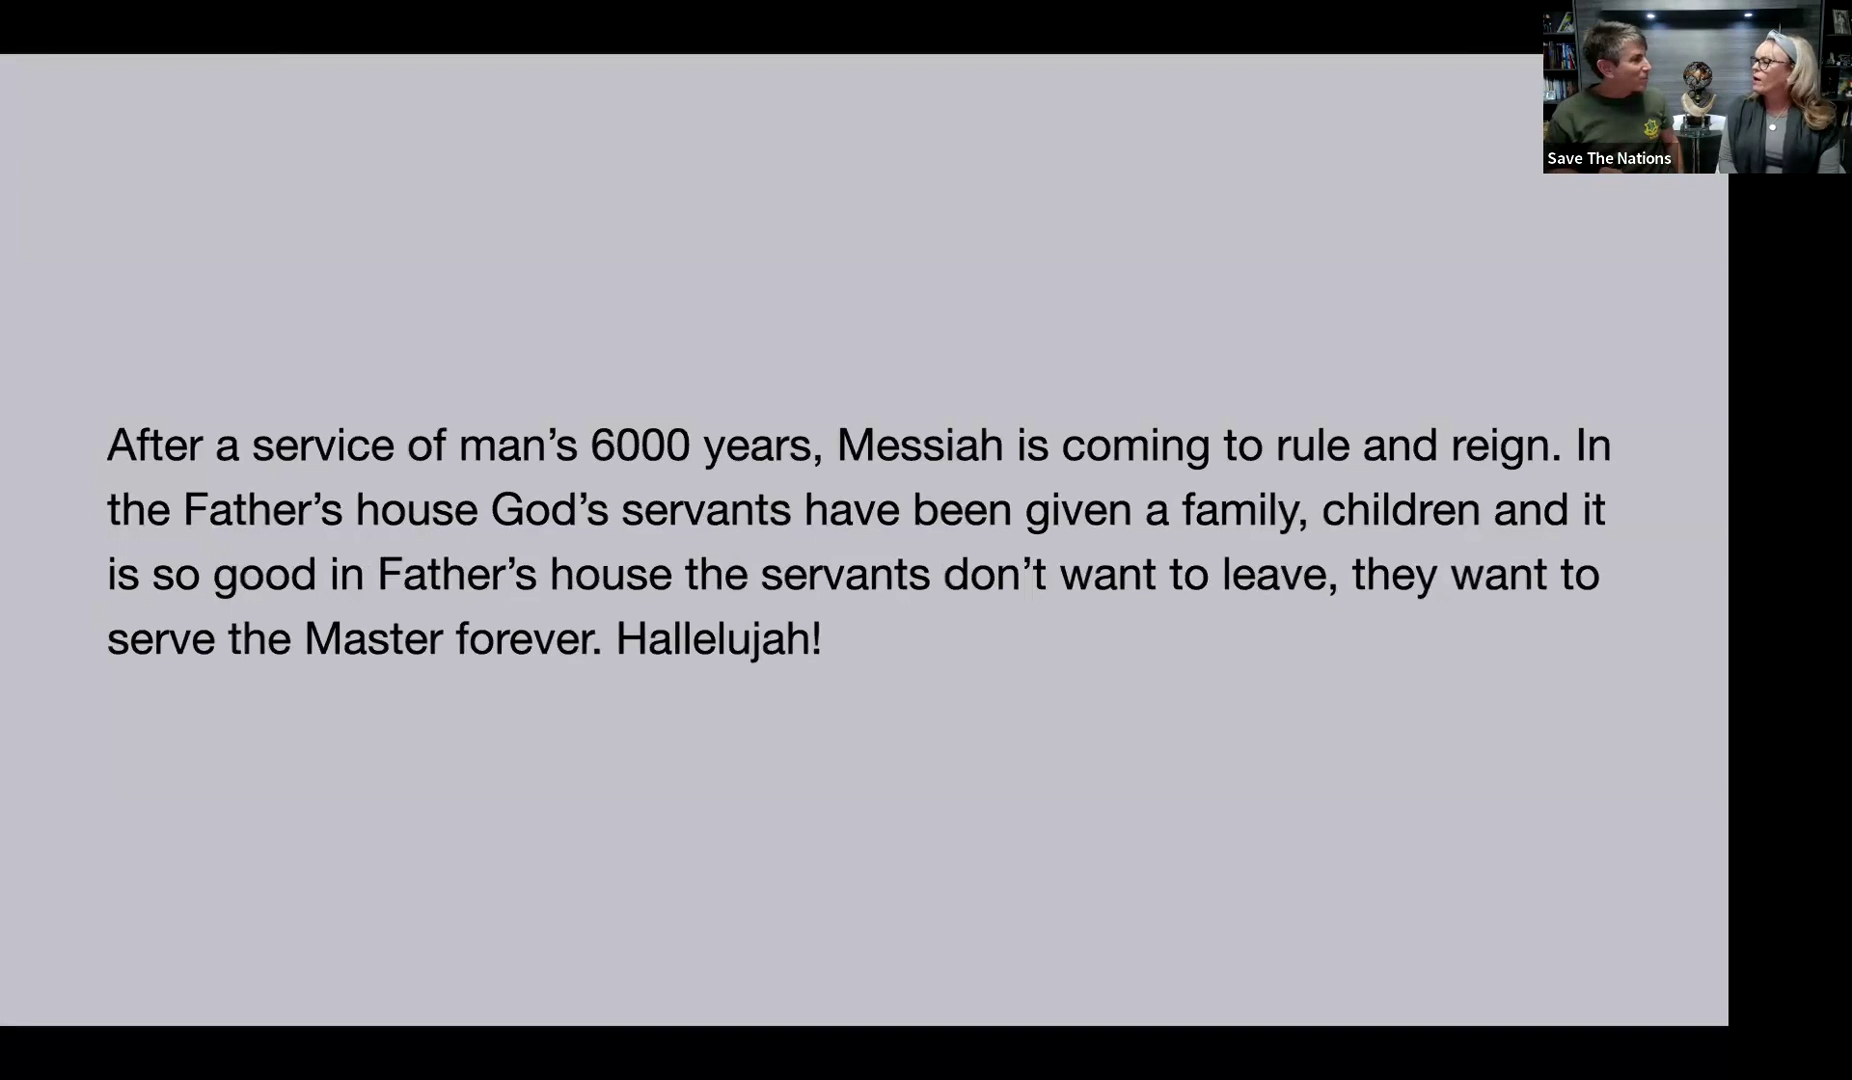 Save The Nations
After a service of man’s 6000 years, Messiah is coming to rule and reign. In
the Father’s house God’s servants have been given a family, children and it
is so good in Father’s house the servants don’t want to leave, they want to
serve the Master forever. Hallelujah!